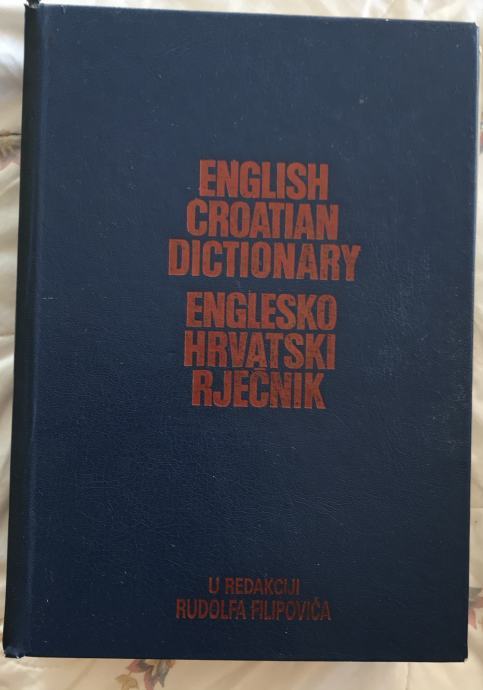 ENGLISH
CROATIAN
DICTIONARY
ENGLESKO
HRVATSKI
RJEČNIK
U REDAKCIJI
RUDOLFA FILIPOVIĆA